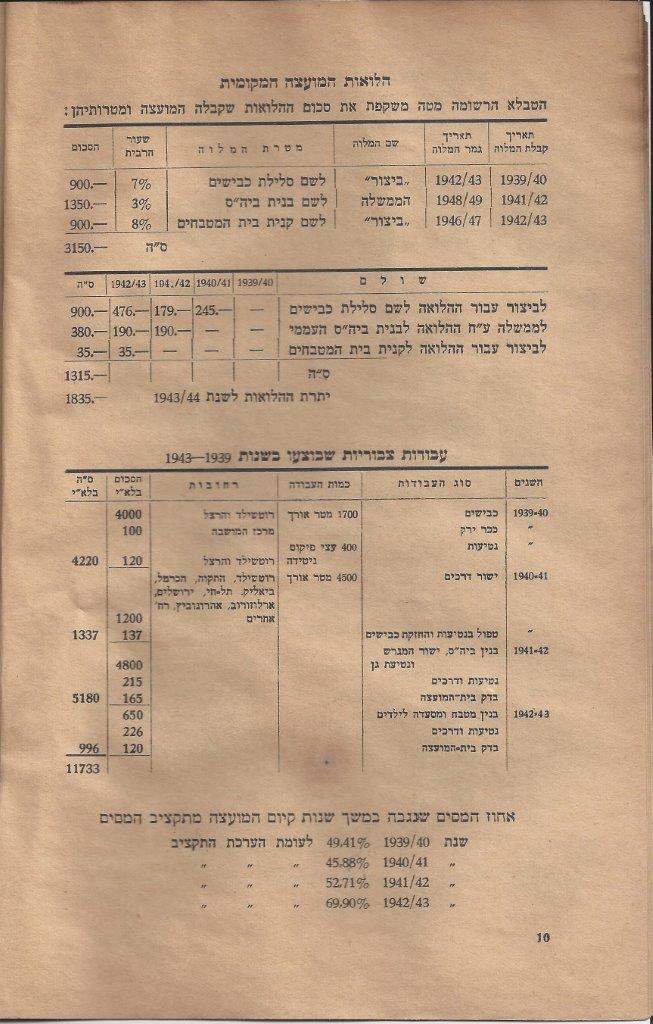 הלואות המועצה המקומית
הטבלא הרשומה מטה משקפת את סכום ההלואות שקבלה המועצה ומטרותיהן:
תאריך קבלת המלוה | תאריך גמר המלוה | שם המלוה | מטרת המלוה | שעור הרבית | הסכום
1939/40 | 1942/43 | „ביצור" | לשם סלילת כבישים | 7% | 900.—
1941/42 | 1948/49 | הממשלה | לשם בנית ביה"ס | 3% | 1350.—
1942/43 | 1946/47 | „ביצור" | לשם קנית בית המטבחים | 8% | 900.—
ס"ה 3150.—
שולם | 1939/40 | 1940/41 | 194./42 | 1942/43 | ס"ה
לביצור עבור ההלואה לשם סלילת כבישים | — | 245.— | 179.— | 476.— | 900.—
לממשלה ע"ח ההלואה לבנית ביה"ס העממי | — | — | 190.— | 190.— | 380.—
לביצור עבור ההלואה לקנית בית המטבחים | — | — | — | 35.— | 35.—
ס"ה 1315.—
יתרת ההלואות לשנת 1943/44 1835.—
עבודות צבוריות שבוצעו בשנות 1939—1943
השנים | סוג העבודות | כמות העבודה | רחובות | הסכום בלא"י | ס"ה בלא"י
1939-40 | כבישים | 1700 מטר אורך | רוטשילד והרצל | 4000
" | ככר ירק | מרכז המושבה | 100
" | נטיעות | 400 עצי פיקוס
ניטידה | רוטשילד והרצל | 120 | 4220
1940-41 | ישור דרכים | 4500 מטר אורך | רוטשילד, התקוה, הכרמל,
ביאליק, תל-חי, ירושלים,
ארלוזורוב, אהרונוביץ, רח'
אחרים | 1200
" | טפול בנטיעות והחזקת כבישים | 137 | 1337
1941-42 | בנין ביה"ס, ישור המגרש
ונטיעת גן | 4800
נטיעות ודרכים | 215
בדק בית-המועצה | 165 | 5180
1942-43 | בנין מטבח ומסעדה לילדים | 650
נטיעות ודרכים | 226
בדק בית-המועצה | 120 | 996
11733
אחוז המסים שנגבה במשך שנות קיום המועצה מתקציב המסים
שנת 1939/40 49,41% לעומת הערכת התקציב
" 1940/41 45,88% " " "
" 1941/42 52,71% " " "
" 1942/43 69,90% " " "
10